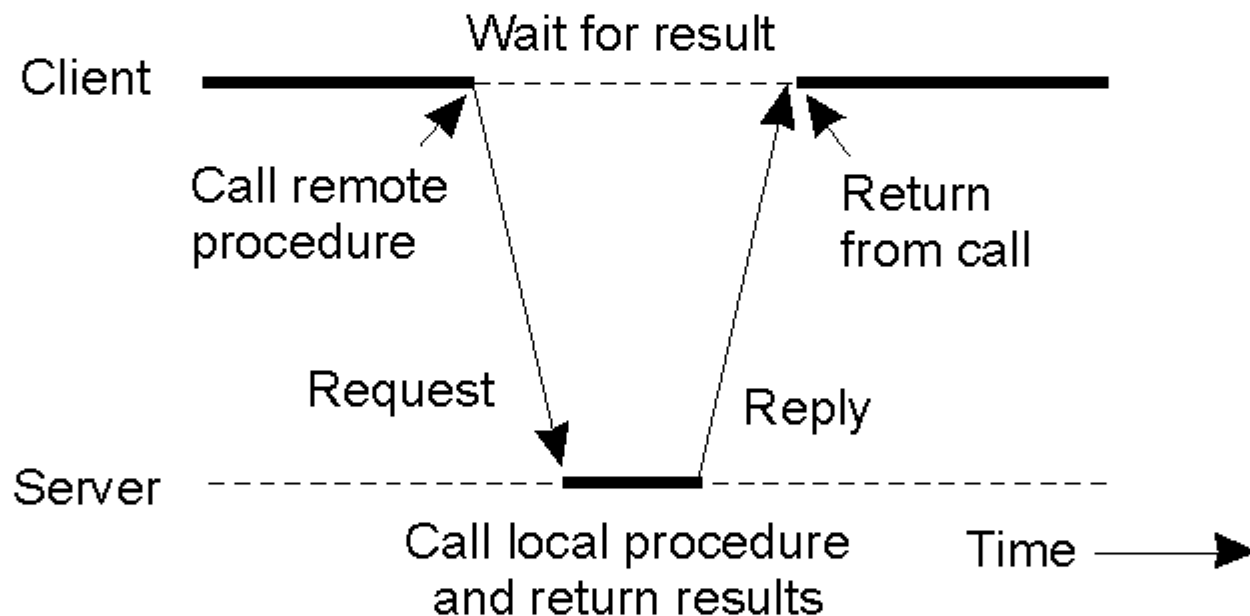 Wait for result
Client
Call remote
procedure
Return
from call
Request
Reply
Server
Call local procedure
and return results
Time